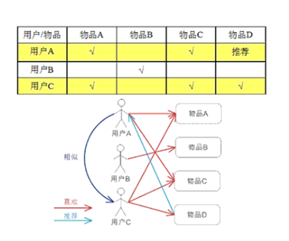 用户/物品 物品A 物品B 物品C 物品D
用户A √ √ 推荐
用户B √
用户C √ √ √
物品A
用户A
物品B
相似
用户B
物品C
喜欢
推荐
用户C
物品D